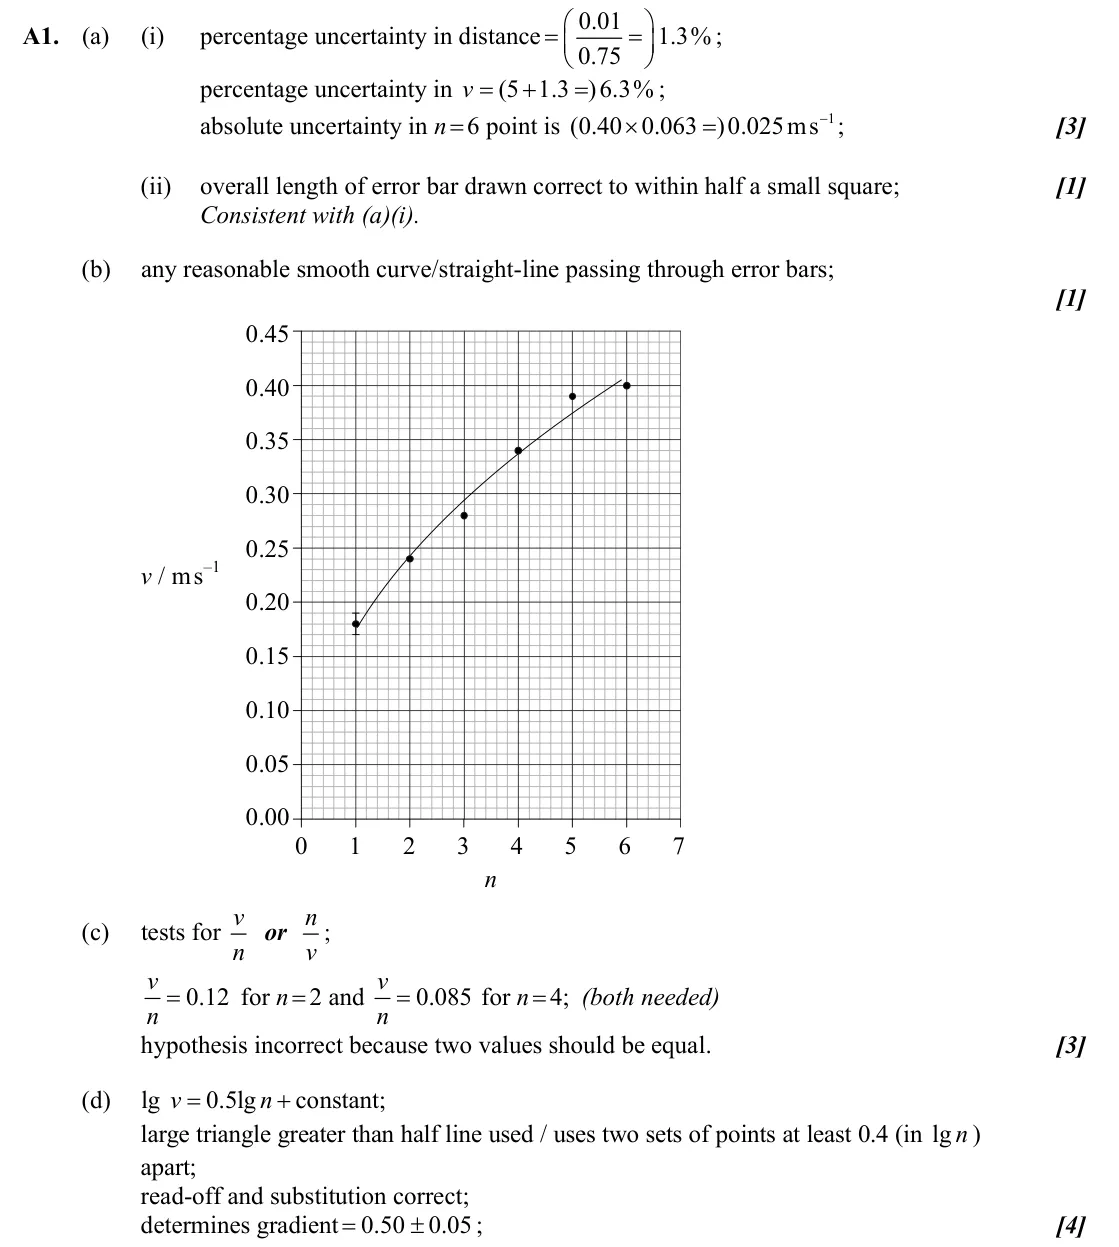 A1. (a) (i) percentage uncertainty in distance = (0.01/0.75 =) 1.3%;
percentage uncertainty in v = (5+1.3 =) 6.3%;
absolute uncertainty in n = 6 point is (0.40 × 0.063 =) 0.025 m s⁻¹; [3]
(ii) overall length of error bar drawn correct to within half a small square; [1]
Consistent with (a)(i).
(b) any reasonable smooth curve/straight-line passing through error bars;
[1]
0.45
0.40
0.35
0.30
0.25
v / m s⁻¹
0.20
0.15
0.10
0.05
0.00
0 1 2 3 4 5 6 7
n
(c) tests for v/n or n/v;
v/n = 0.12 for n = 2 and v/n = 0.085 for n = 4; (both needed)
hypothesis incorrect because two values should be equal. [3]
(d) lg v = 0.5lg n + constant;
large triangle greater than half line used / uses two sets of points at least 0.4 (in lg n)
apart;
read-off and substitution correct;
determines gradient = 0.50 ± 0.05; [4]